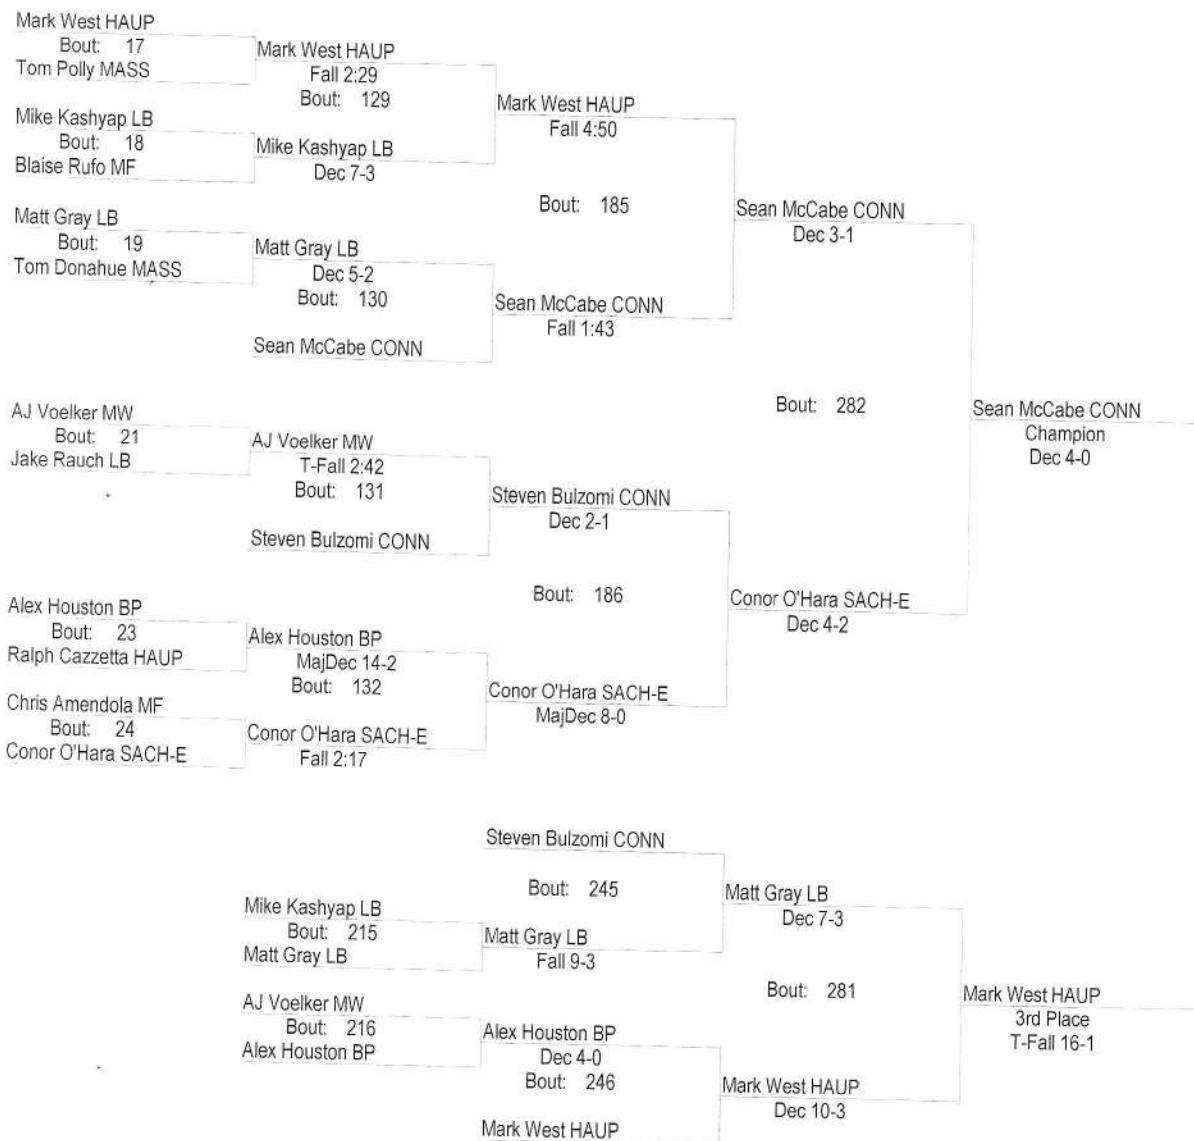 Mark West HAUP
Bout: 17
Tom Polly MASS
Mark West HAUP
Fall 2:29
Bout: 129
Mike Kashyap LB
Bout: 18
Blaise Rufo MF
Mike Kashyap LB
Dec 7-3
Mark West HAUP
Fall 4:50
Bout: 185
Matt Gray LB
Bout: 19
Tom Donahue MASS
Matt Gray LB
Dec 5-2
Bout: 130
Sean McCabe CONN
Sean McCabe CONN
Fall 1:43
Sean McCabe CONN
Dec 3-1
Bout: 282
Sean McCabe CONN
Champion
Dec 4-0
AJ Voelker MW
Bout: 21
Jake Rauch LB
AJ Voelker MW
T-Fall 2:42
Bout: 131
Steven Bulzomi CONN
Steven Bulzomi CONN
Dec 2-1
Bout: 186
Alex Houston BP
Bout: 23
Ralph Cazzetta HAUP
Alex Houston BP
MajDec 14-2
Bout: 132
Chris Amendola MF
Bout: 24
Conor O'Hara SACH-E
Conor O'Hara SACH-E
Fall 2:17
Conor O'Hara SACH-E
MajDec 8-0
Conor O'Hara SACH-E
Dec 4-2
Steven Bulzomi CONN
Bout: 245
Mike Kashyap LB
Bout: 215
Matt Gray LB
Matt Gray LB
Fall 9-3
Matt Gray LB
Dec 7-3
Bout: 281
AJ Voelker MW
Bout: 216
Alex Houston BP
Alex Houston BP
Dec 4-0
Bout: 246
Mark West HAUP
Mark West HAUP
Dec 10-3
Mark West HAUP
3rd Place
T-Fall 16-1